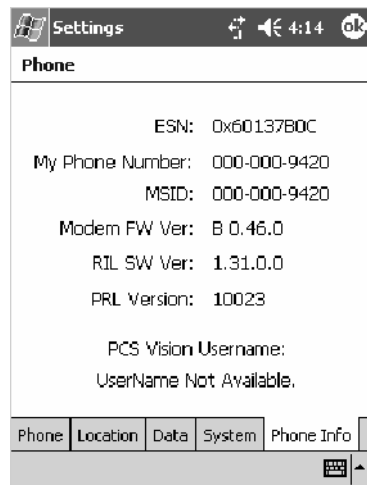 Settings 4:14 ok
Phone
ESN: 0x60137B0C
My Phone Number: 000-000-9420
MSID: 000-000-9420
Modem FW Ver: B 0.46.0
RIL SW Ver: 1.31.0.0
PRL Version: 10023
PCS Vision Username:
UserName Not Available.
Phone Location Data System Phone Info